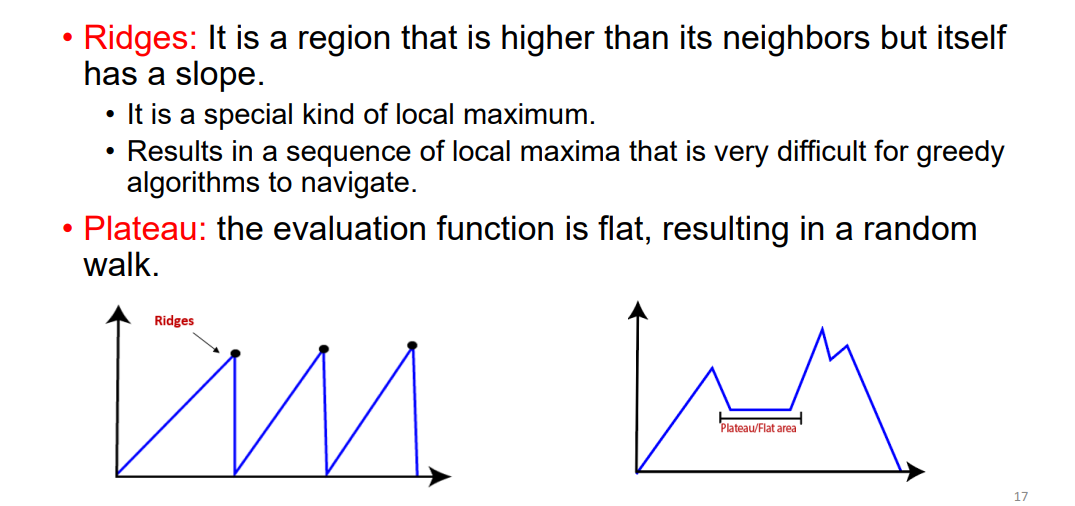 • Ridges: It is a region that is higher than its neighbors but itself
has a slope.
• It is a special kind of local maximum.
• Results in a sequence of local maxima that is very difficult for greedy
algorithms to navigate.
• Plateau: the evaluation function is flat, resulting in a random
walk.
Ridges
Plateau/Flat area
17